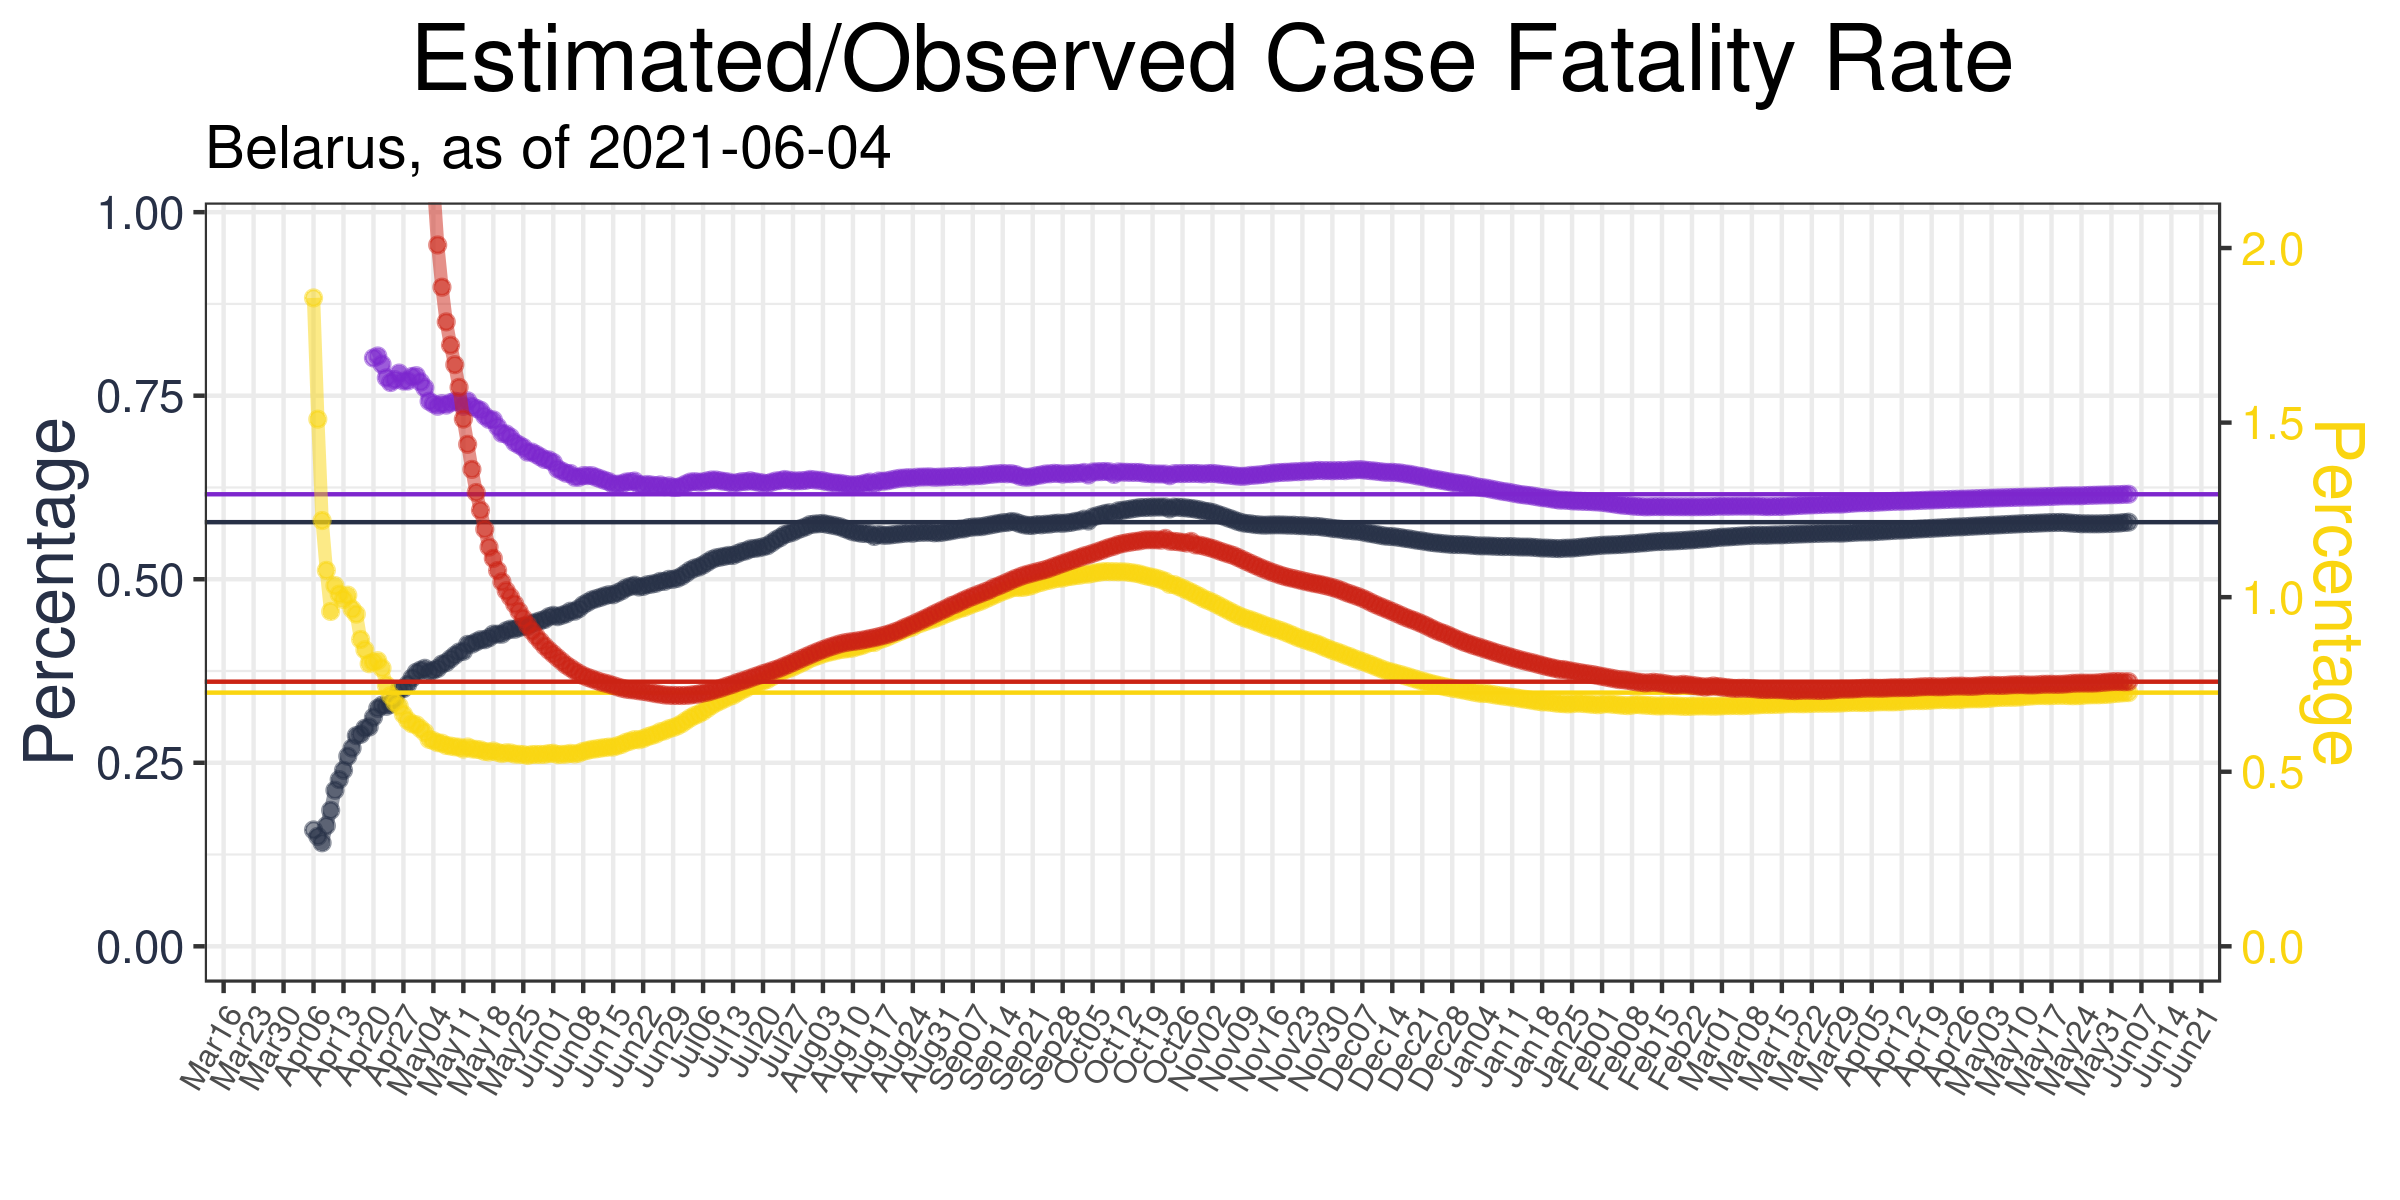 Estimated/Observed Case Fatality Rate
Belarus, as of 2021-06-04
Percentage
1.00
0.75
0.50
0.25
0.00
2.0
1.5
1.0
0.5
0.0
Percentage
Mar16 Mar23 Mar30 Apr06 Apr13 Apr20 Apr27 May04 May11 May18 May25 Jun01 Jun08 Jun15 Jun22 Jun29 Jul06 Jul13 Jul20 Jul27 Aug03 Aug10 Aug17 Aug24 Aug31 Sep07 Sep14 Sep21 Sep28 Oct05 Oct12 Oct19 Oct26 Nov02 Nov09 Nov16 Nov23 Nov30 Dec07 Dec14 Dec21 Dec28 Jan04 Jan11 Jan18 Jan25 Feb01 Feb08 Feb15 Feb22 Mar01 Mar08 Mar15 Mar22 Mar29 Apr05 Apr12 Apr19 Apr26 May03 May10 May17 May24 May31 Jun07 Jun14 Jun21